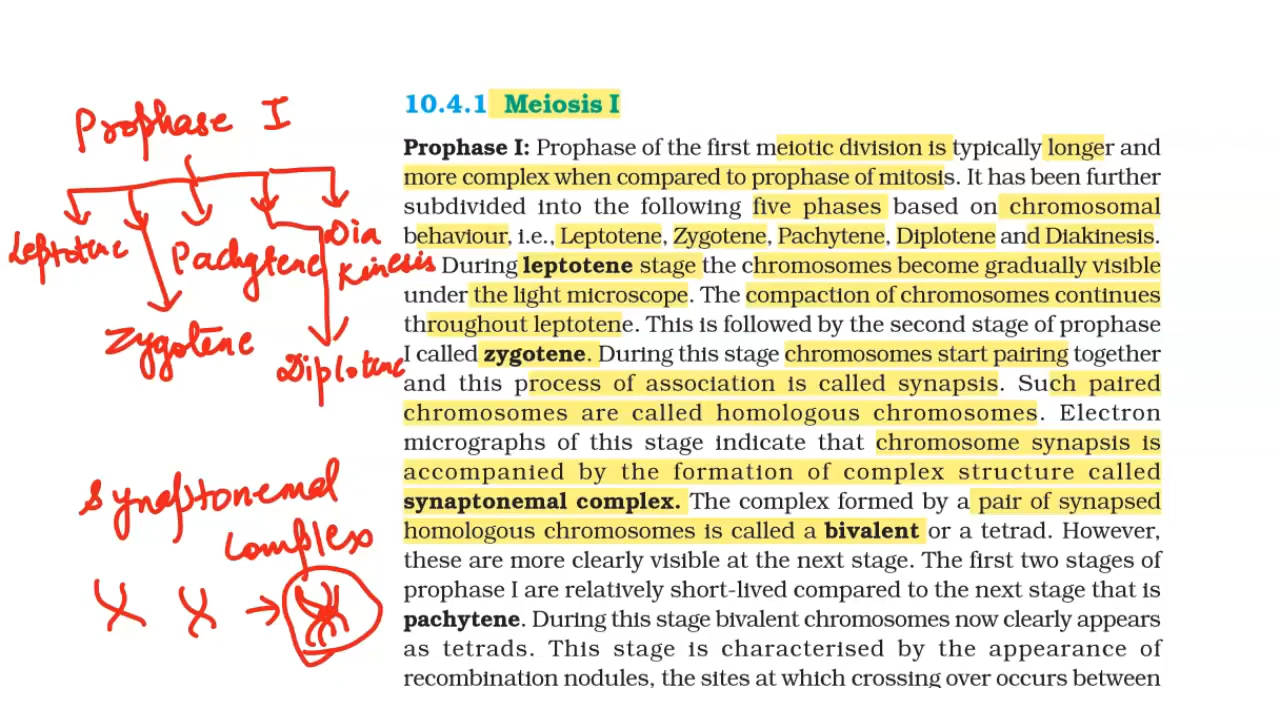 Prophase I
Leptotene
Pachytene
Dia
Kinesis
Zygotene
Diplotene
Synaptonemal
Complex
10.4.1 Meiosis I
Prophase I: Prophase of the first meiotic division is typically longer and
more complex when compared to prophase of mitosis. It has been further
subdivided into the following five phases based on chromosomal
behaviour, i.e., Leptotene, Zygotene, Pachytene, Diplotene and Diakinesis.
During leptotene stage the chromosomes become gradually visible
under the light microscope. The compaction of chromosomes continues
throughout leptotene. This is followed by the second stage of prophase
I called zygotene. During this stage chromosomes start pairing together
and this process of association is called synapsis. Such paired
chromosomes are called homologous chromosomes. Electron
micrographs of this stage indicate that chromosome synapsis is
accompanied by the formation of complex structure called
synaptonemal complex. The complex formed by a pair of synapsed
homologous chromosomes is called a bivalent or a tetrad. However,
these are more clearly visible at the next stage. The first two stages of
prophase I are relatively short-lived compared to the next stage that is
pachytene. During this stage bivalent chromosomes now clearly appears
as tetrads. This stage is characterised by the appearance of
recombination nodules, the sites at which crossing over occurs between